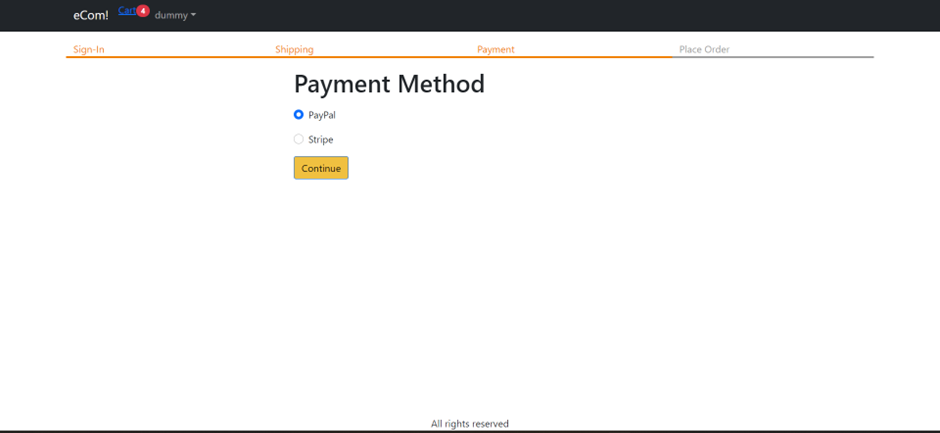 eCom! Cart 4 dummy
Sign-In Shipping Payment Place Order
Payment Method
PayPal
Stripe
Continue
All rights reserved